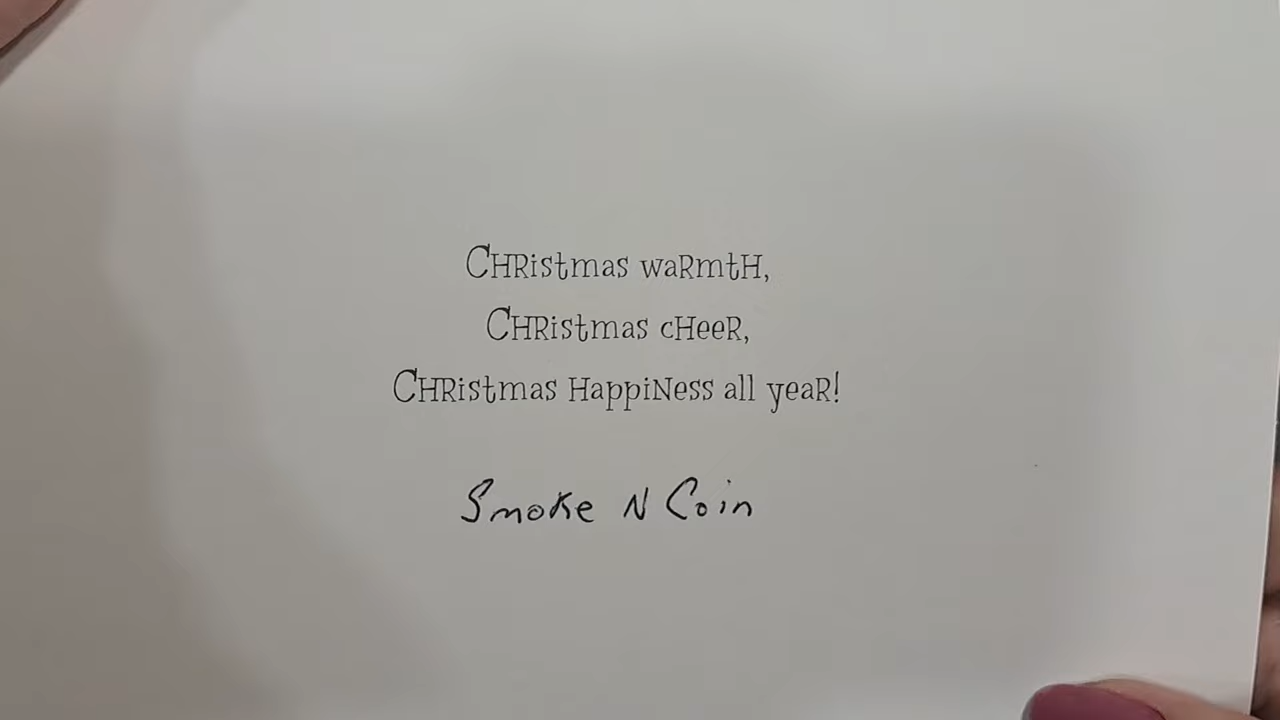 Christmas warmth,
Christmas cheer,
Christmas Happiness all year!
Smoke N Coin